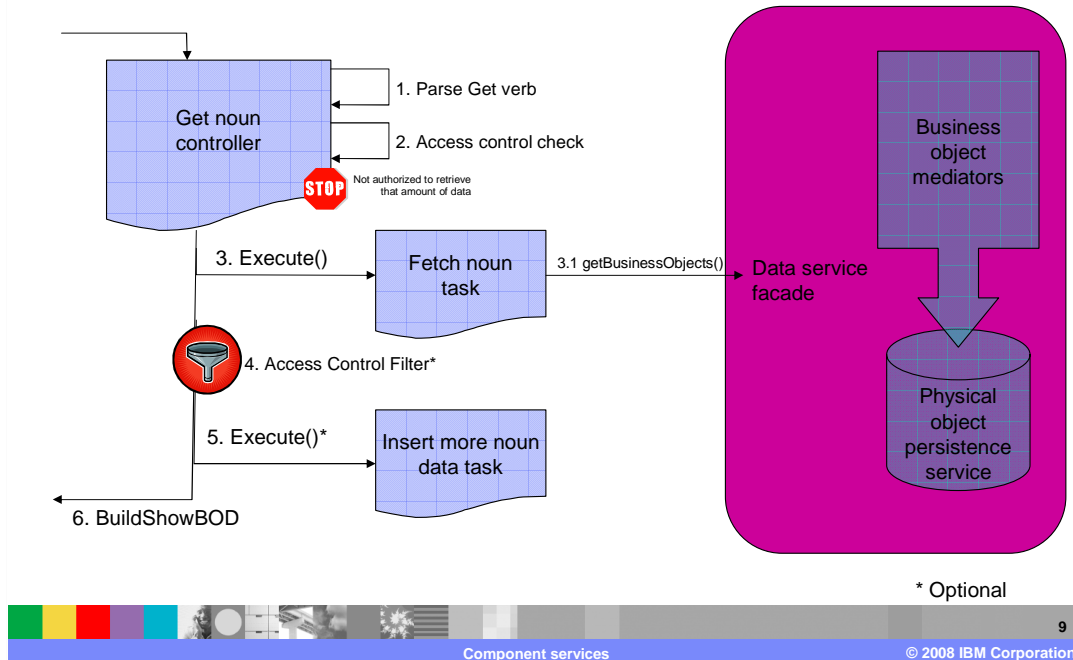 Get noun
controller
1. Parse Get verb
2. Access control check
STOP
Not authorized to retrieve
that amount of data
3. Execute()
Fetch noun
task
3.1 getBusinessObjects()
Data service
facade
Business
object
mediators
Physical
object
persistence
service
4. Access Control Filter*
5. Execute()*
Insert more noun
data task
6. BuildShowBOD
* Optional
9
Component services
© 2008 IBM Corporation